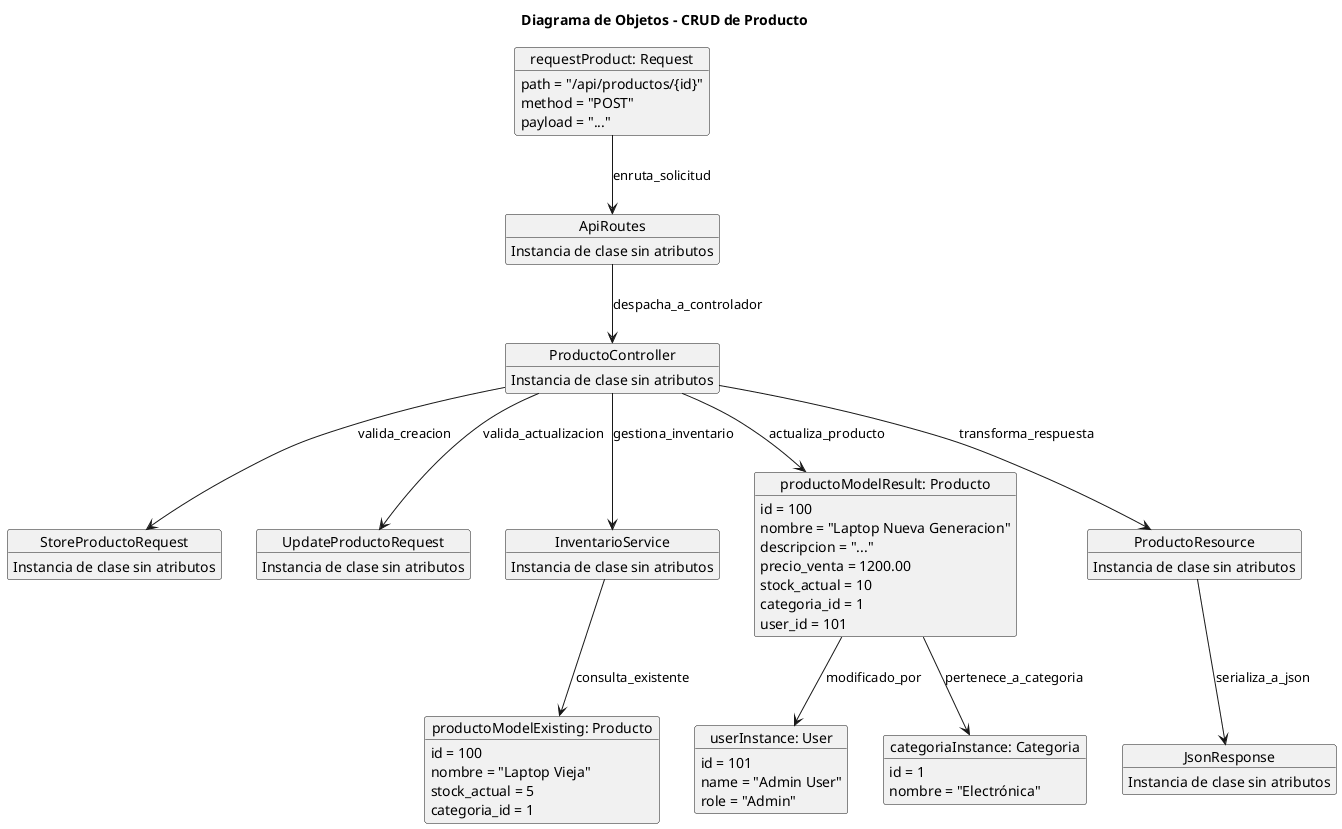 Diagrama de Objetos - CRUD de Producto
requestProduct: Request
path = "/api/productos/{id}"
method = "POST"
payload = "..."
enruta_solicitud
ApiRoutes
Instancia de clase sin atributos
despacha_a_controlador
ProductoController
Instancia de clase sin atributos
valida_creacion
valida_actualizacion
gestiona_inventario
actualiza_producto
transforma_respuesta
StoreProductoRequest
Instancia de clase sin atributos
UpdateProductoRequest
Instancia de clase sin atributos
InventarioService
Instancia de clase sin atributos
productoModelResult: Producto
id = 100
nombre = "Laptop Nueva Generacion"
descripcion = "..."
precio_venta = 1200.00
stock_actual = 10
categoria_id = 1
user_id = 101
ProductoResource
Instancia de clase sin atributos
consulta_existente
modificado_por
pertenece_a_categoria
serializa_a_json
productoModelExisting: Producto
id = 100
nombre = "Laptop Vieja"
stock_actual = 5
categoria_id = 1
userInstance: User
id = 101
name = "Admin User"
role = "Admin"
categoriaInstance: Categoria
id = 1
nombre = "Electrónica"
JsonResponse
Instancia de clase sin atributos